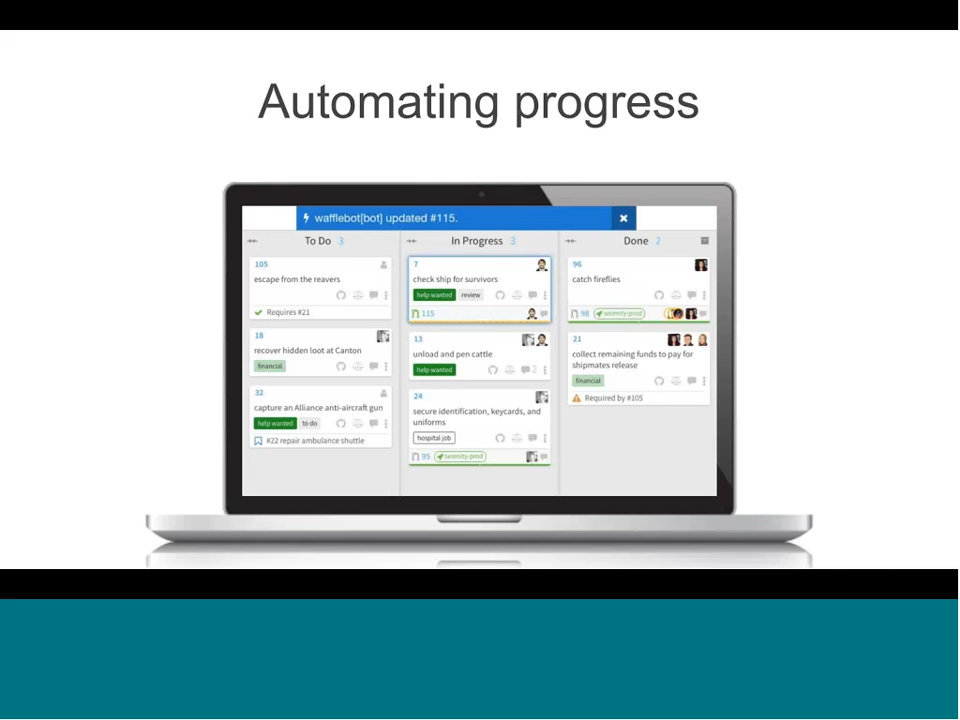 Automating progress
wafflebot[bot] updated #115.
To Do 3
105
escape from the reavers
Requires #21
18
recover hidden loot at Canton
financial
32
capture an Alliance anti-aircraft gun
help wanted to do
#22 repair ambulance shuttle
In Progress 3
7
check ship for survivors
help wanted review
115
13
unload and pen cattle
help wanted 2
24
secure identification, keycards, and
uniforms
hospital job
95 serenity-prod
Done 2
96
catch fireflies
98 serenity-prod
21
collect remaining funds to pay for
shipmates release
financial
Required by #105